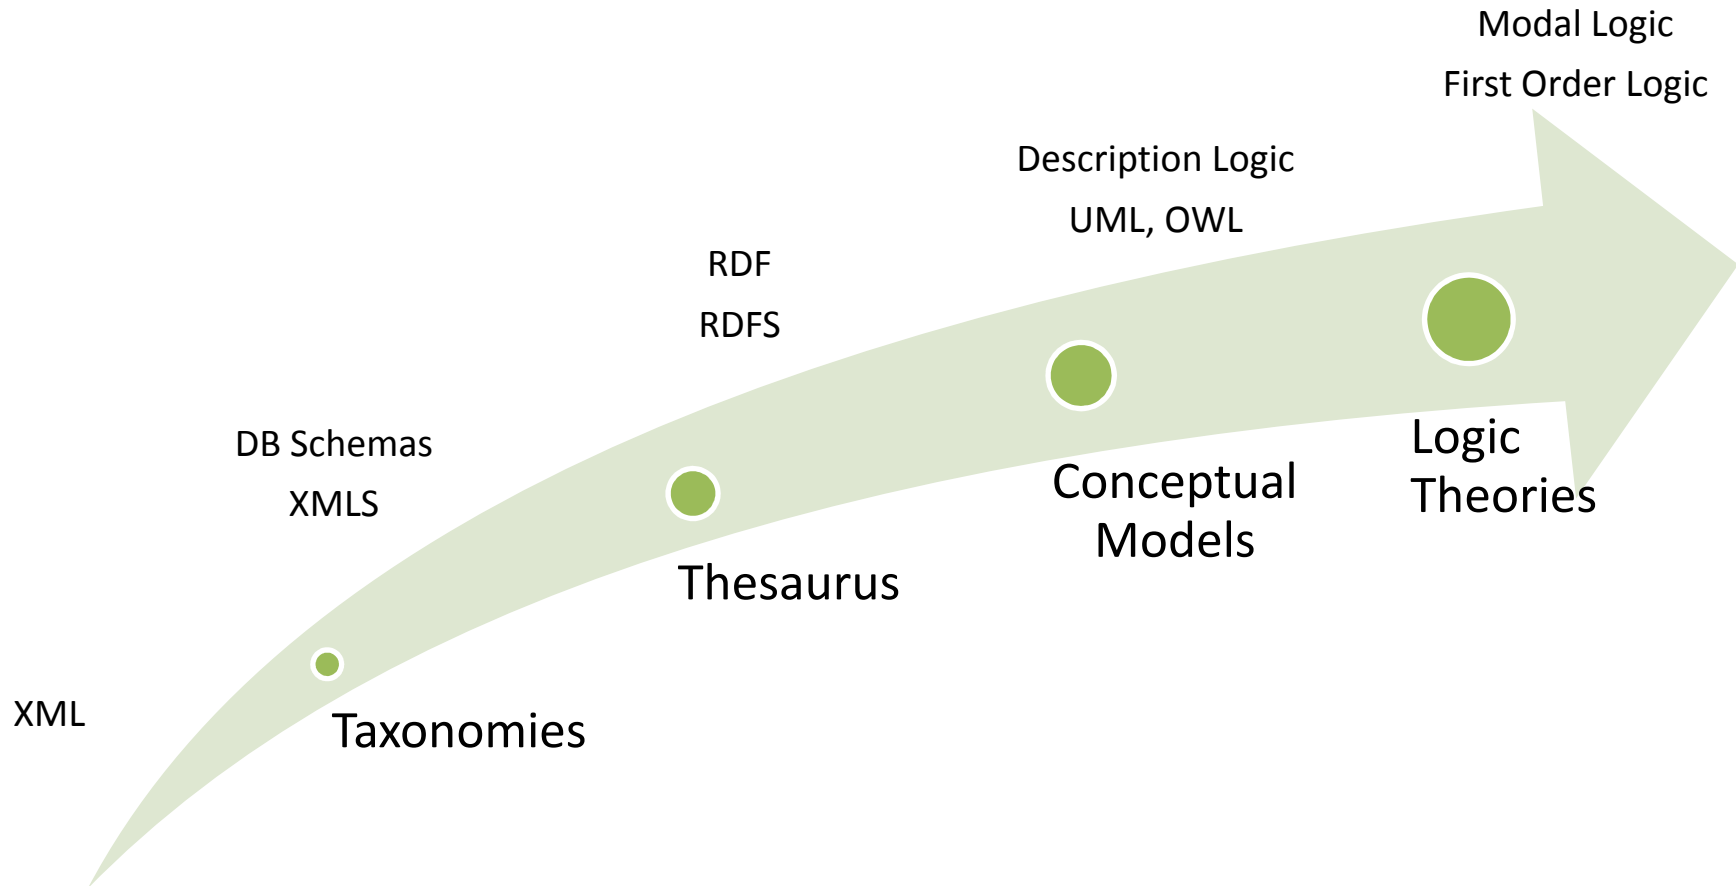 Modal Logic
First Order Logic
Description Logic
UML, OWL
RDF
RDFS
DB Schemas
XMLS
XML
Logic
Theories
Conceptual
Models
Thesaurus
Taxonomies